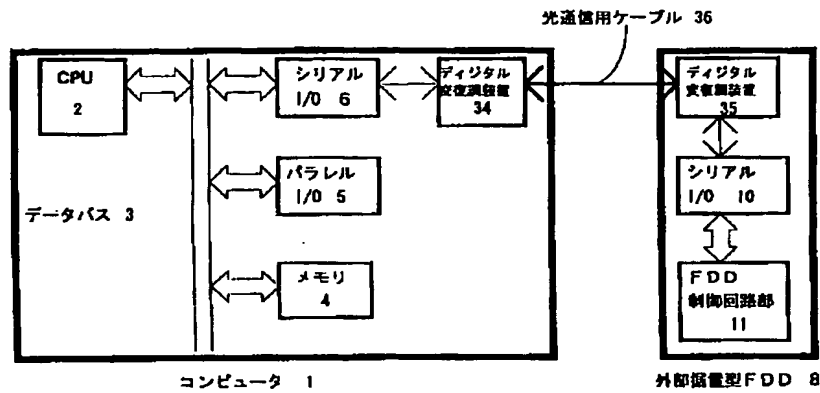 光通信用ケーブル 36
CPU
2
シリアル
I/O 6
ディジタル
変復調装置
34
ディジタル
変復調装置
35
パラレル
I/O 5
シリアル
I/O 10
データバス 3
メモリ
4
FDD
制御回路部
11
コンピュータ 1
外部据置型FDD 8